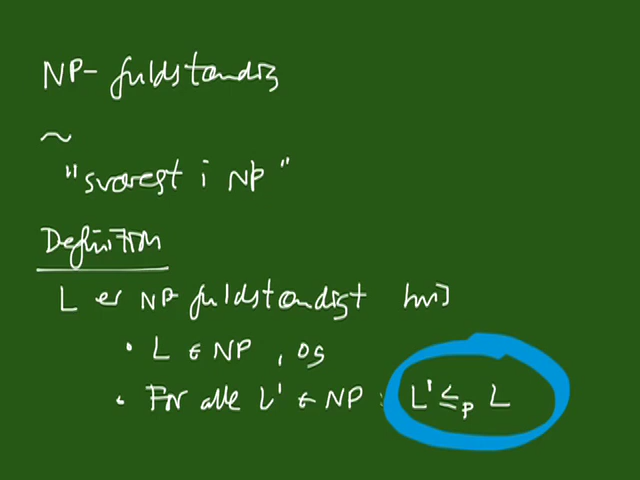 NP-fuldstændig
~
"sværest i NP"
Definition
L er NP-fuldstændigt hvis
• L ∈ NP, og
• For alle L' ∈ NP: L' ≤ₚ L